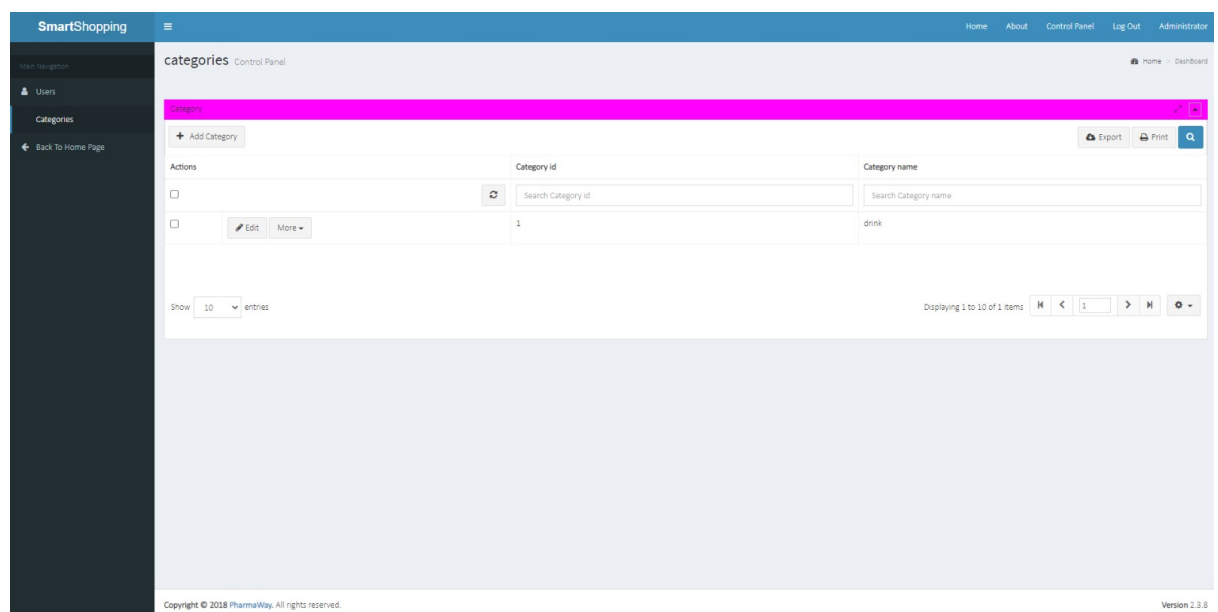 SmartShopping
Home About Control Panel Log Out Administrator
Main Navigation
Users
Categories
Back To Home Page
categories Control Panel
Home > DashBoard
Category
Add Category
Export Print
Actions Category id Category name
Search Category id Search Category name
Edit More 1 drink
Show 10 entries
Displaying 1 to 10 of 1 items 1
Copyright © 2018 PharmaWay. All rights reserved.
Version 2.3.8